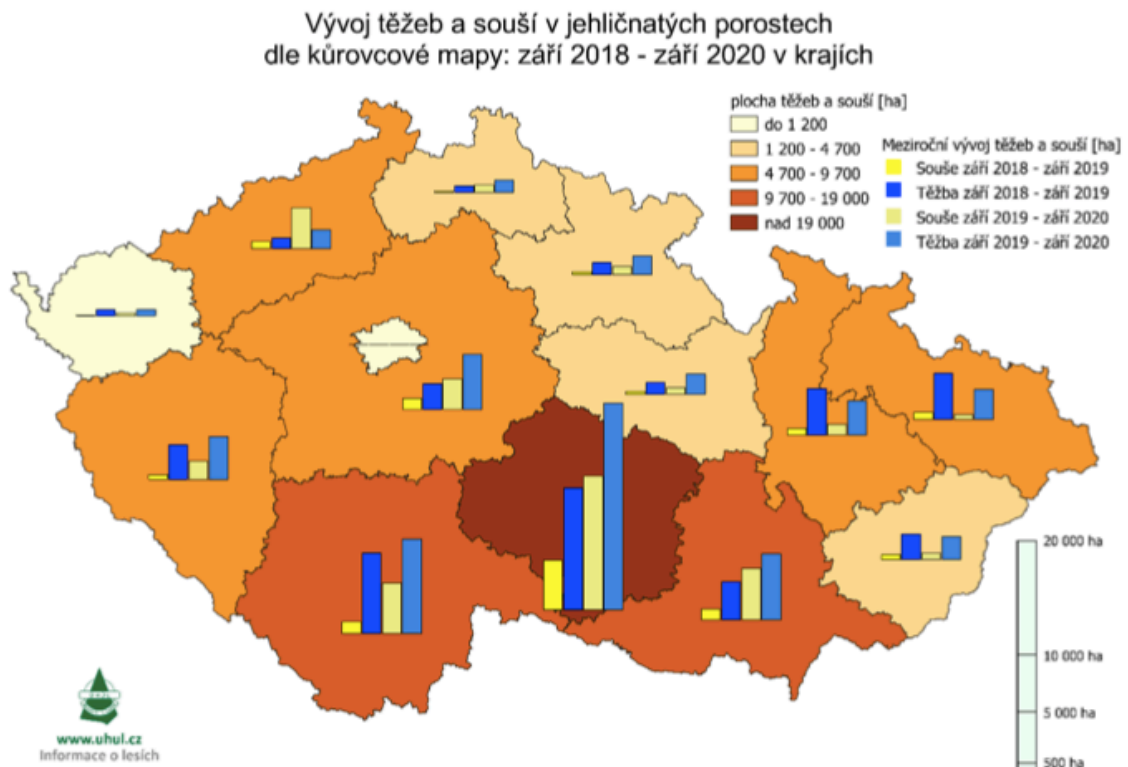 Vývoj těžeb a souší v jehličnatých porostech
dle kůrovcové mapy: září 2018 - září 2020 v krajích
plocha těžeb a souší [ha]
do 1 200
1 200 - 4 700
4 700 - 9 700
9 700 - 19 000
nad 19 000
Meziroční vývoj těžeb a souší [ha]
Souše září 2018 - září 2019
Těžba září 2018 - září 2019
Souše září 2019 - září 2020
Těžba září 2019 - září 2020
20 000 ha
10 000 ha
5 000 ha
500 ha
www.uhul.cz
Informace o lesích